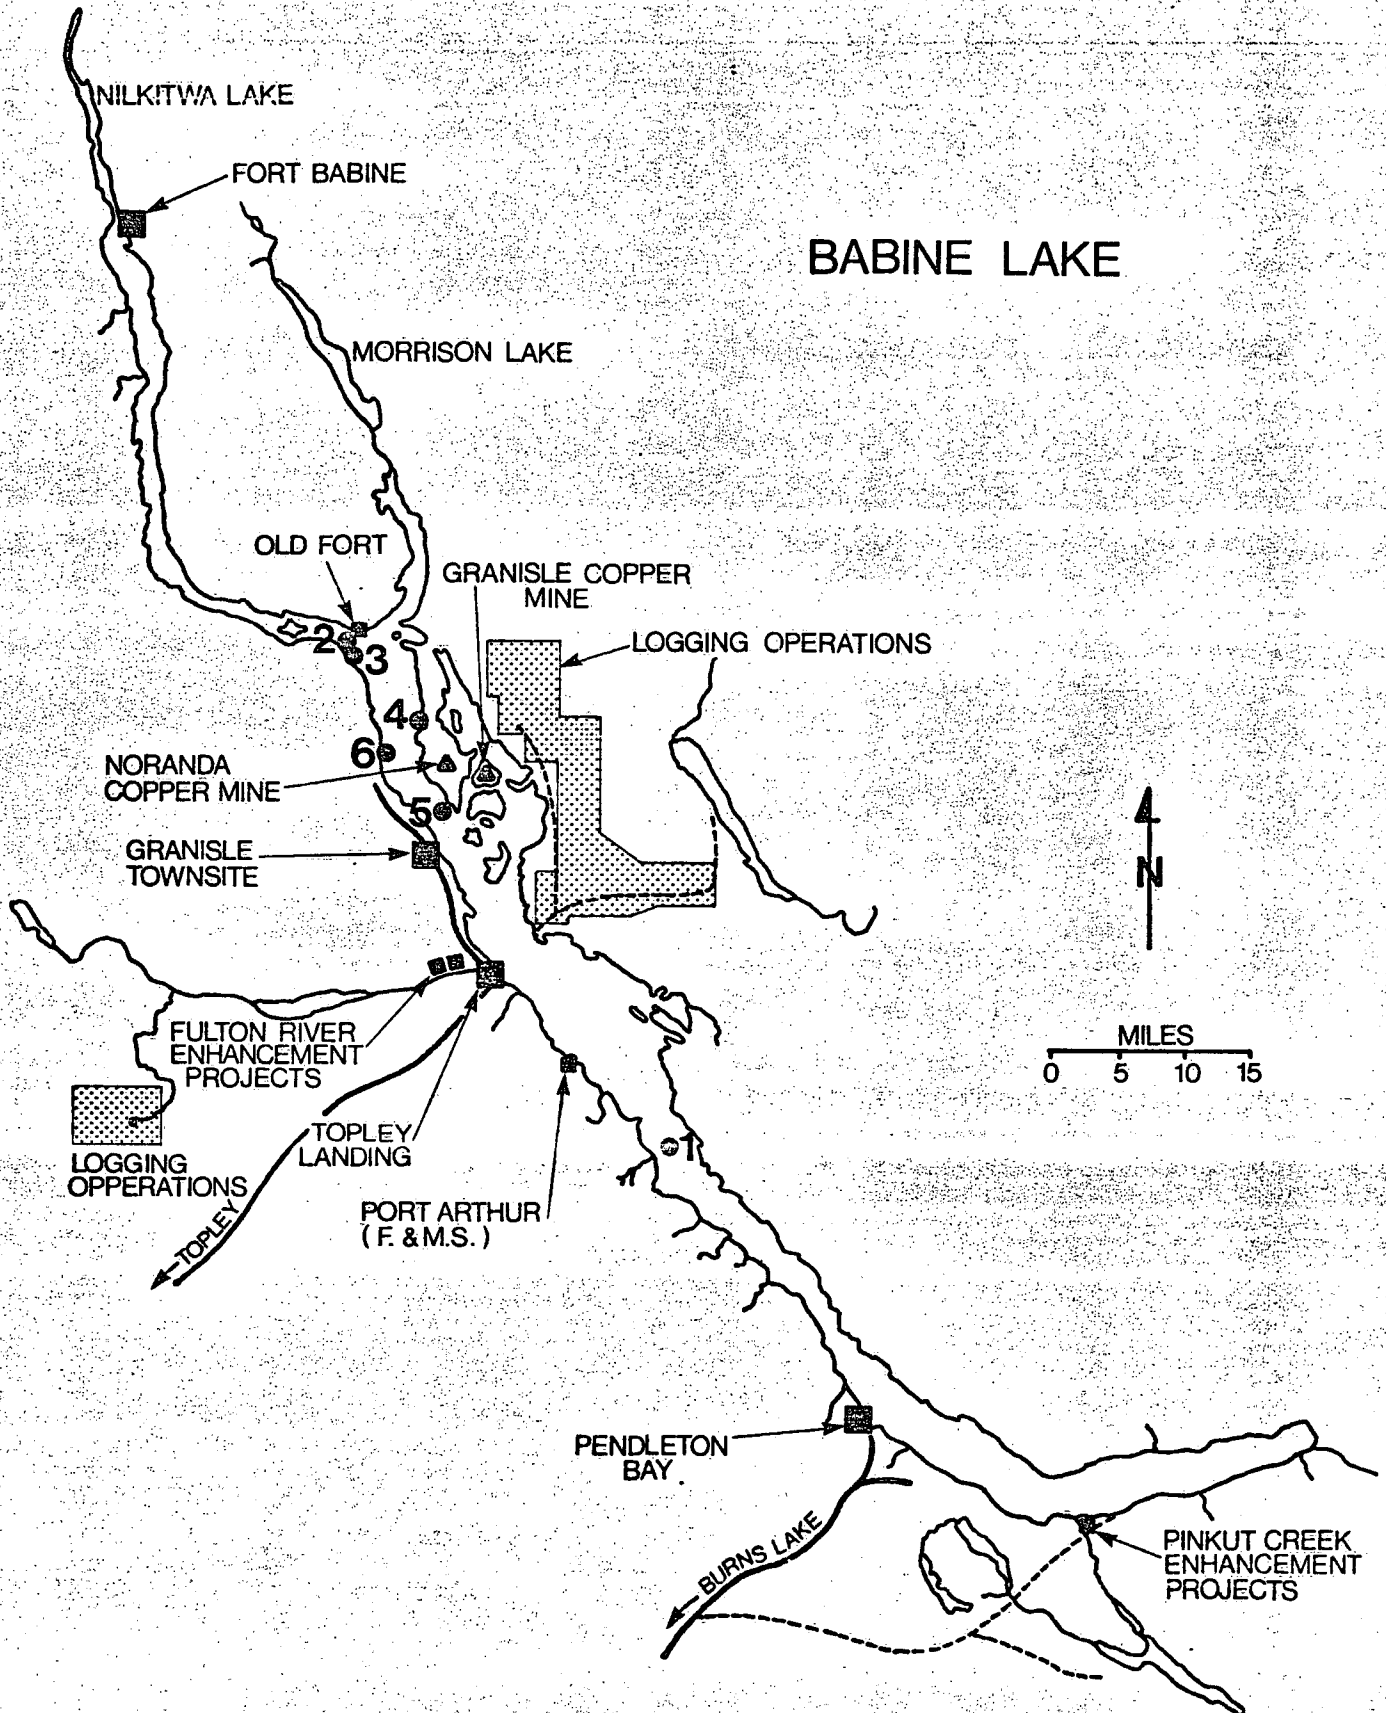 NILKITWA LAKE
FORT BABINE
BABINE LAKE
MORRISON LAKE
OLD FORT
GRANISLE COPPER
MINE
LOGGING OPERATIONS
2
3
4
6
NORANDA
COPPER MINE
5
GRANISLE
TOWNSITE
N
FULTON RIVER
ENHANCEMENT
PROJECTS
MILES
0 5 10 15
TOPLEY
LANDING
1
LOGGING
OPPERATIONS
TOPLEY
PORT ARTHUR
( F. & M.S. )
PENDLETON
BAY
BURNS LAKE
PINKUT CREEK
ENHANCEMENT
PROJECTS